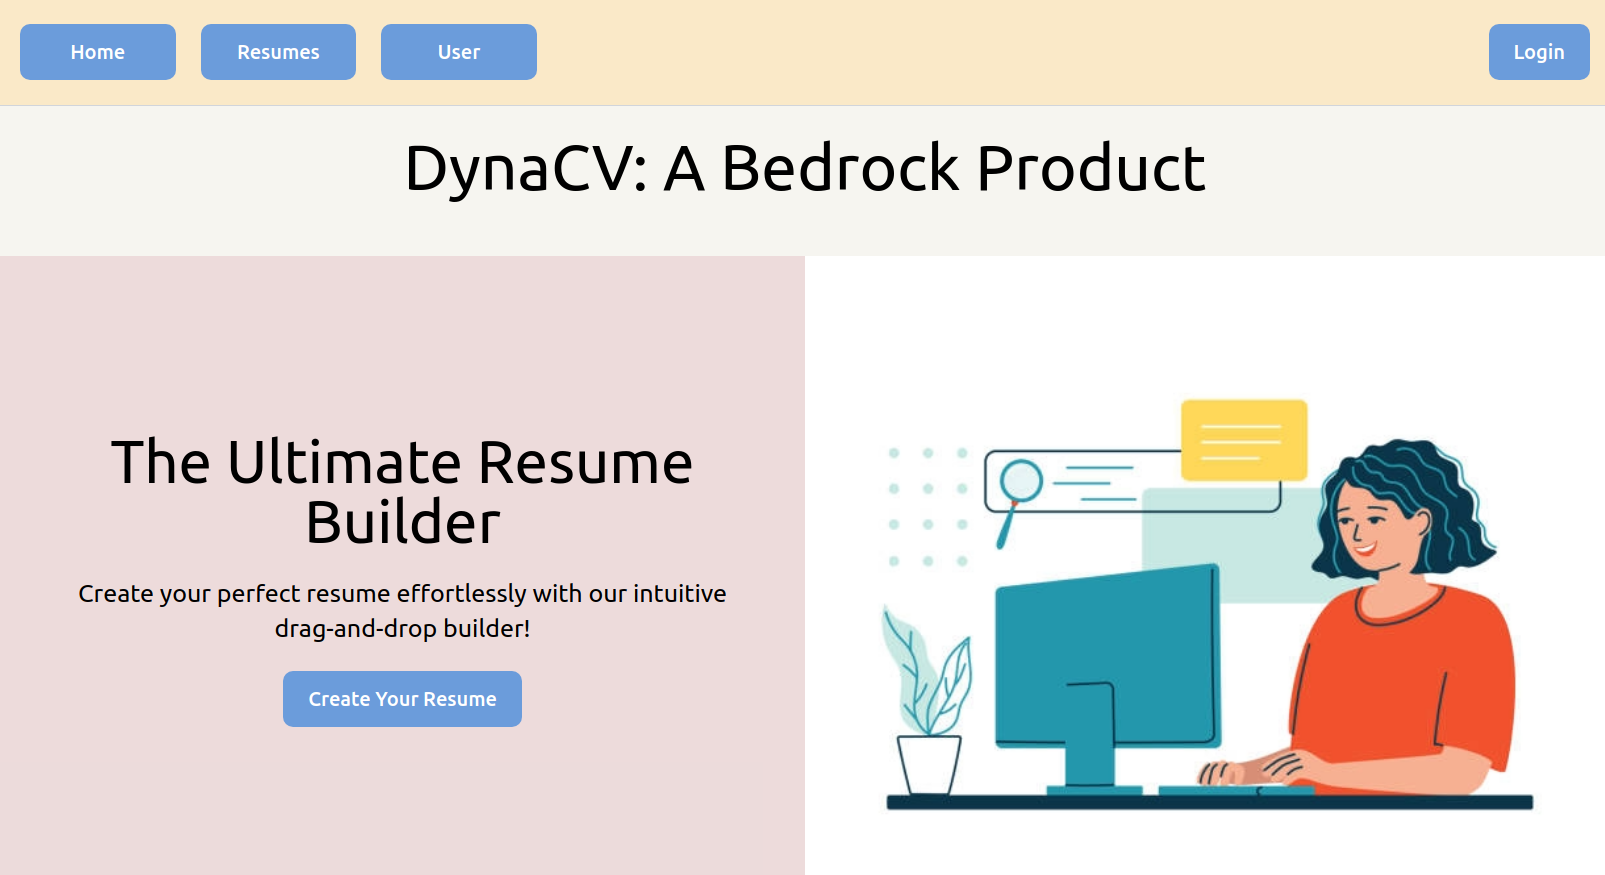 Home
Resumes
User
Login
DynaCV: A Bedrock Product
The Ultimate Resume
Builder
Create your perfect resume effortlessly with our intuitive
drag-and-drop builder!
Create Your Resume